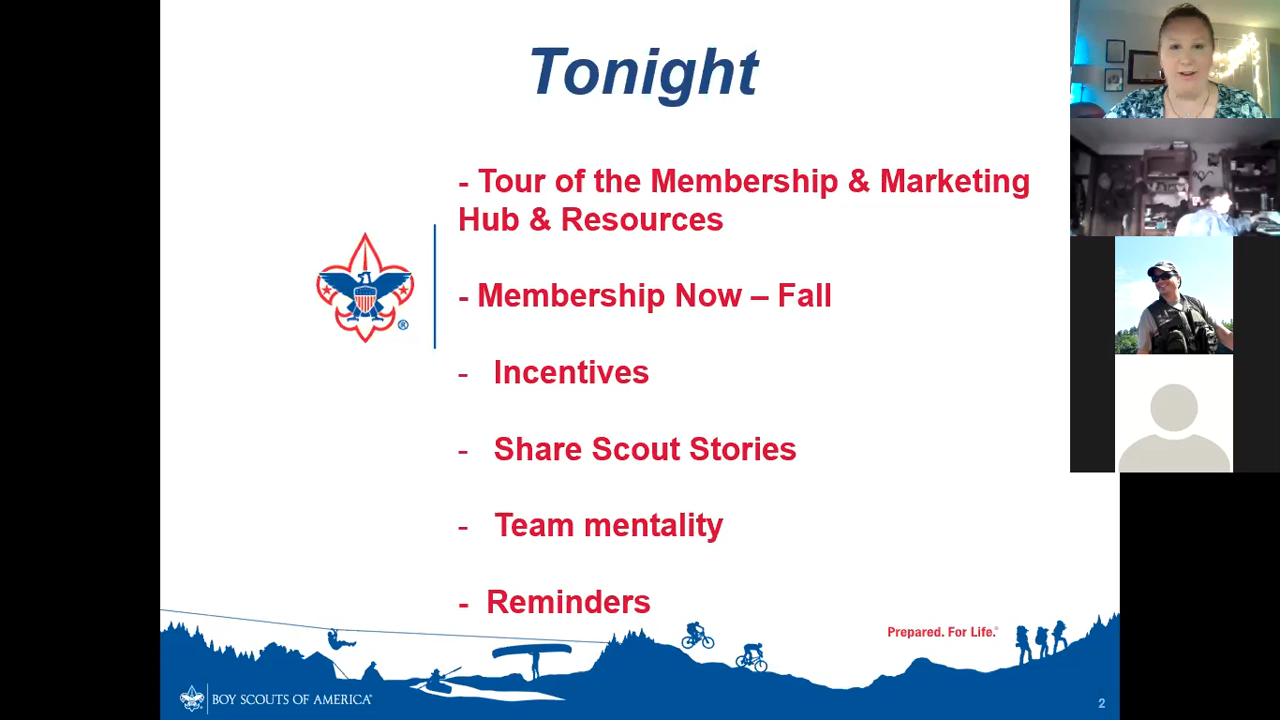 Tonight
- Tour of the Membership & Marketing
Hub & Resources
- Membership Now – Fall
- Incentives
- Share Scout Stories
- Team mentality
- Reminders
Prepared. For Life.®
BOY SCOUTS OF AMERICA®
2
®